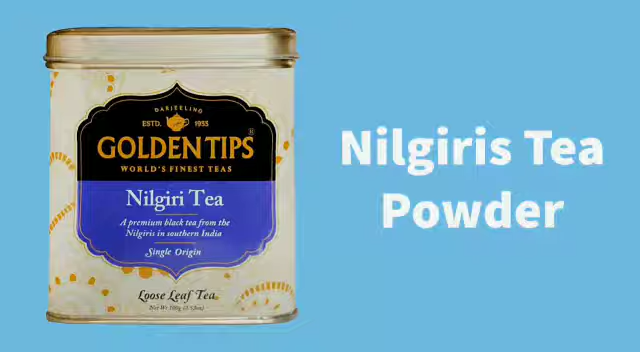 DARJEELING
ESTD. 1933
GOLDEN TIPS
WORLD'S FINEST TEAS
Nilgiri Tea
A premium black tea from the
Nilgiris in southern India
Single Origin
Loose Leaf Tea
Nilgiris Tea
Powder